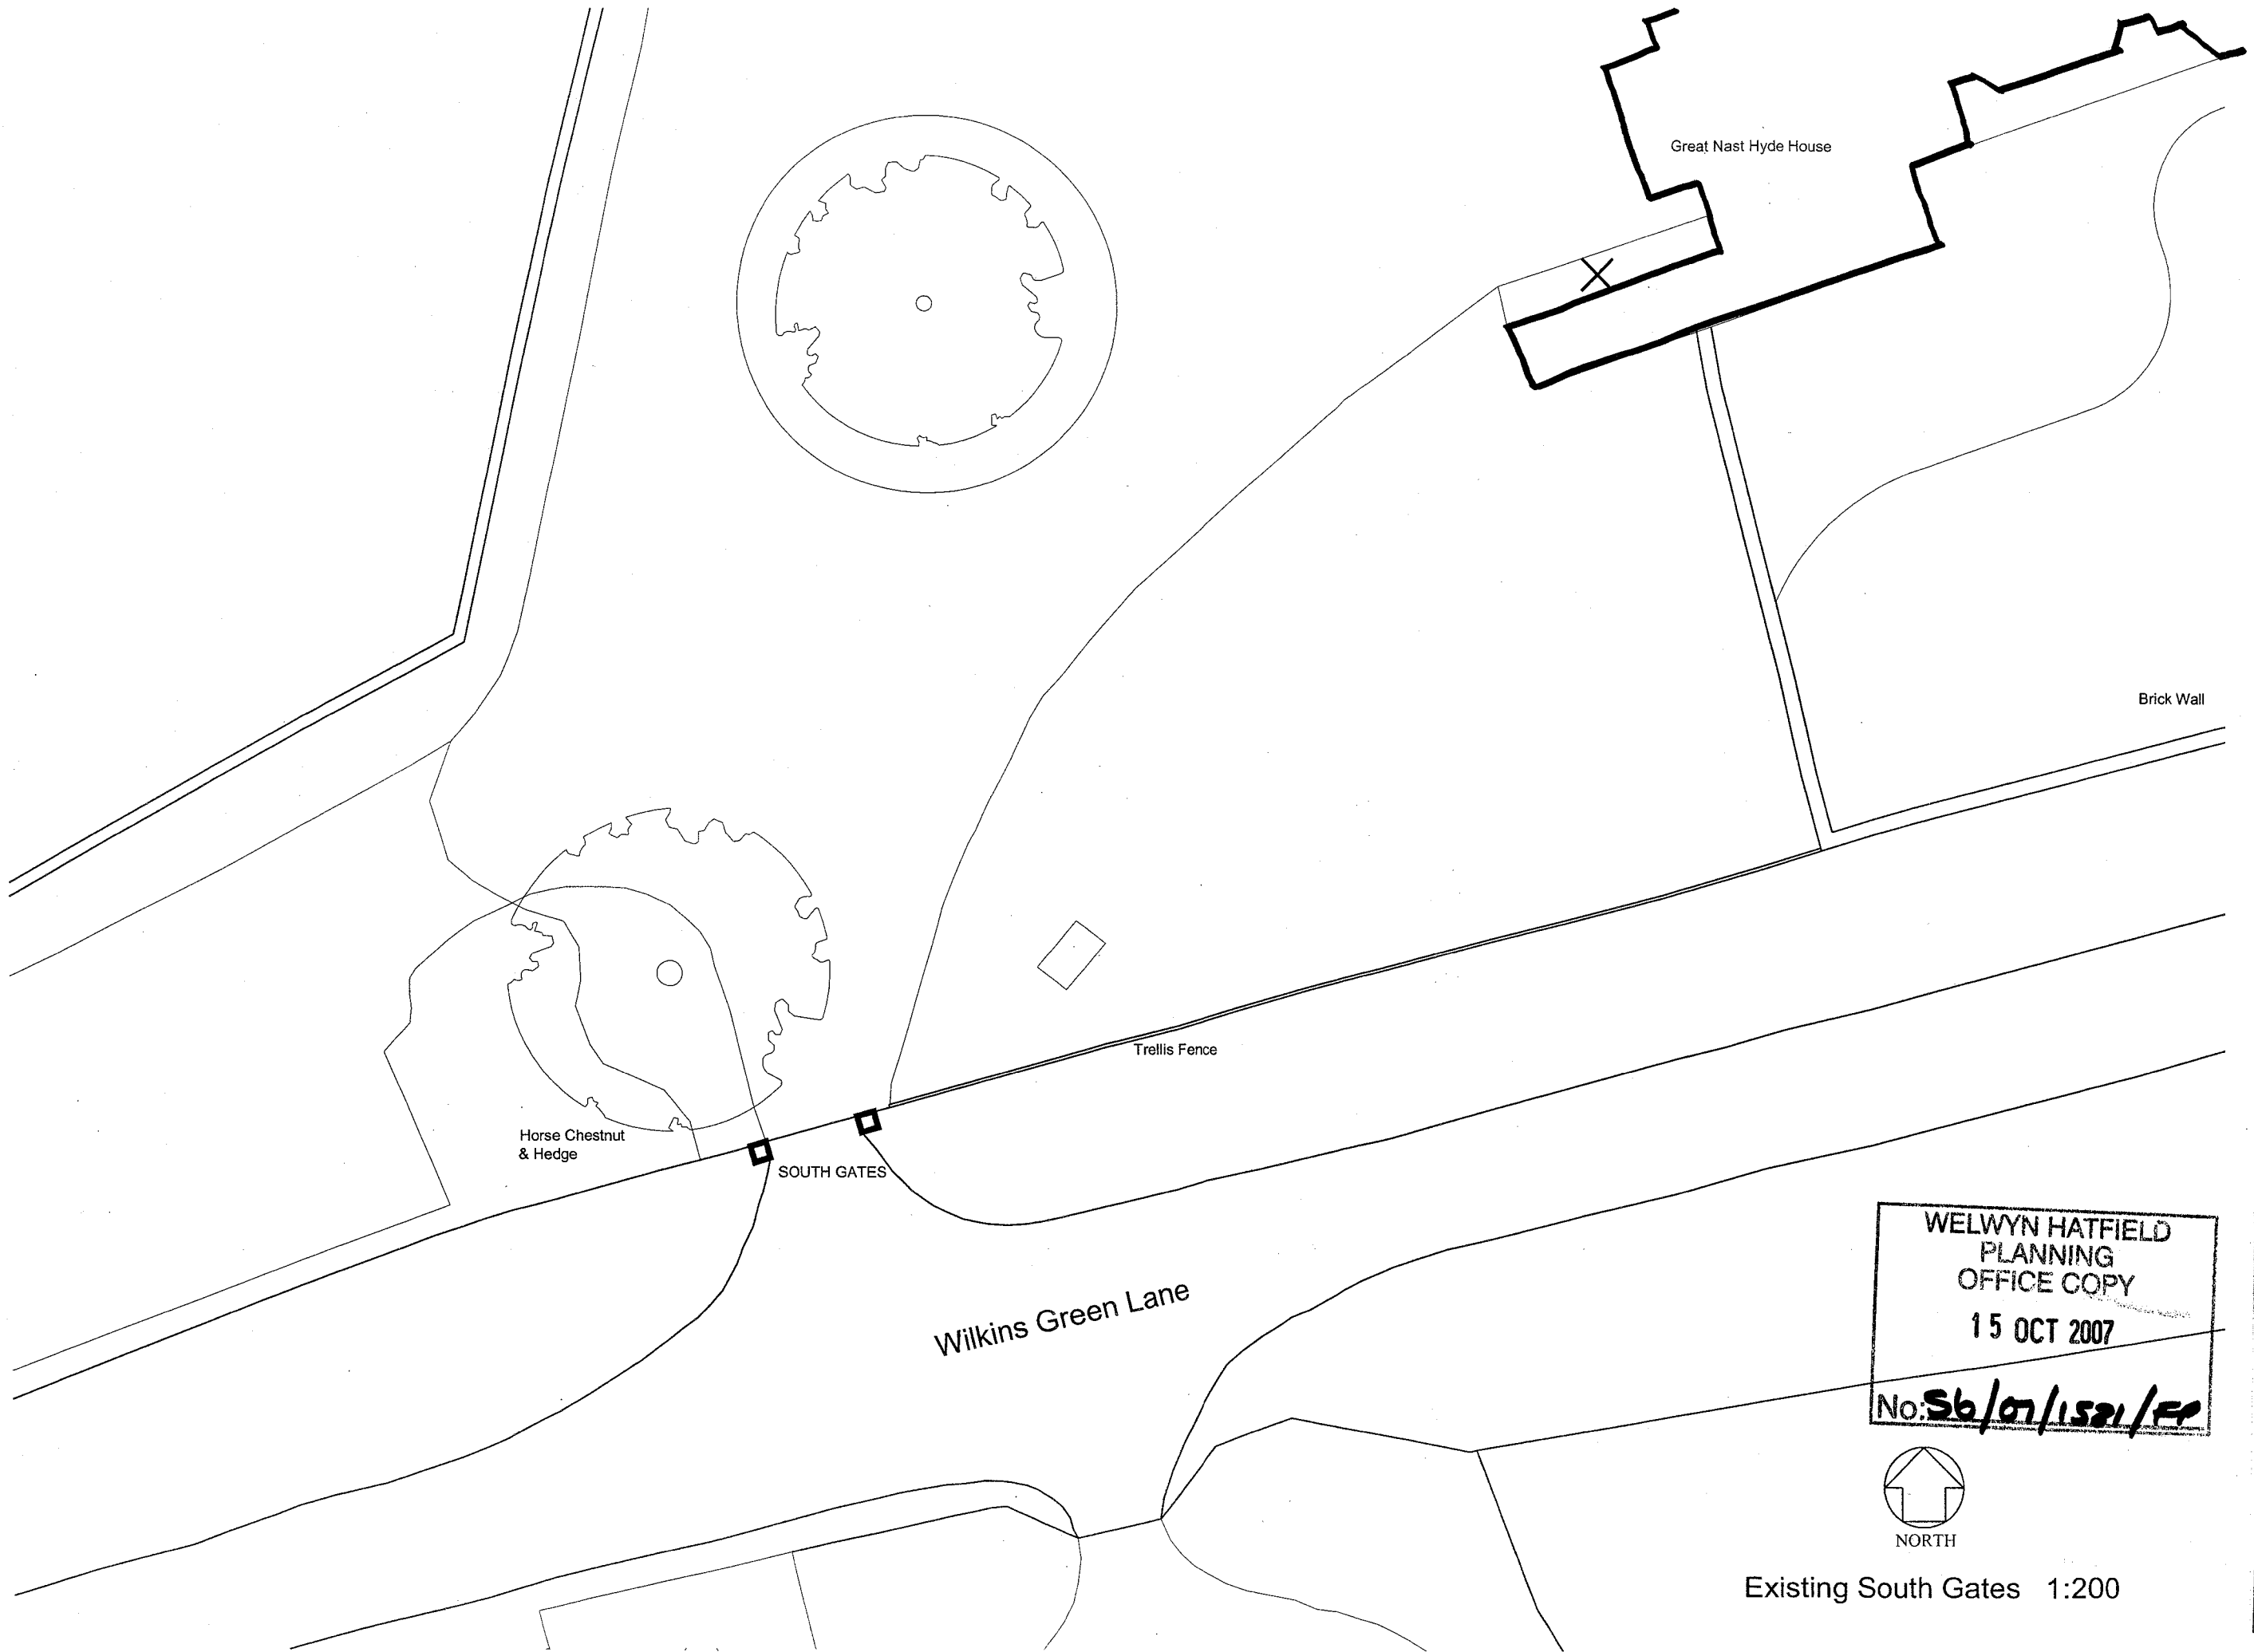 Great Nast Hyde House
Brick Wall
Trellis Fence
Horse Chestnut
& Hedge
SOUTH GATES
Wilkins Green Lane
WELWYN HATFIELD
PLANNING
OFFICE COPY
15 OCT 2007
No: S6/07/1581/FP
NORTH
Existing South Gates 1:200